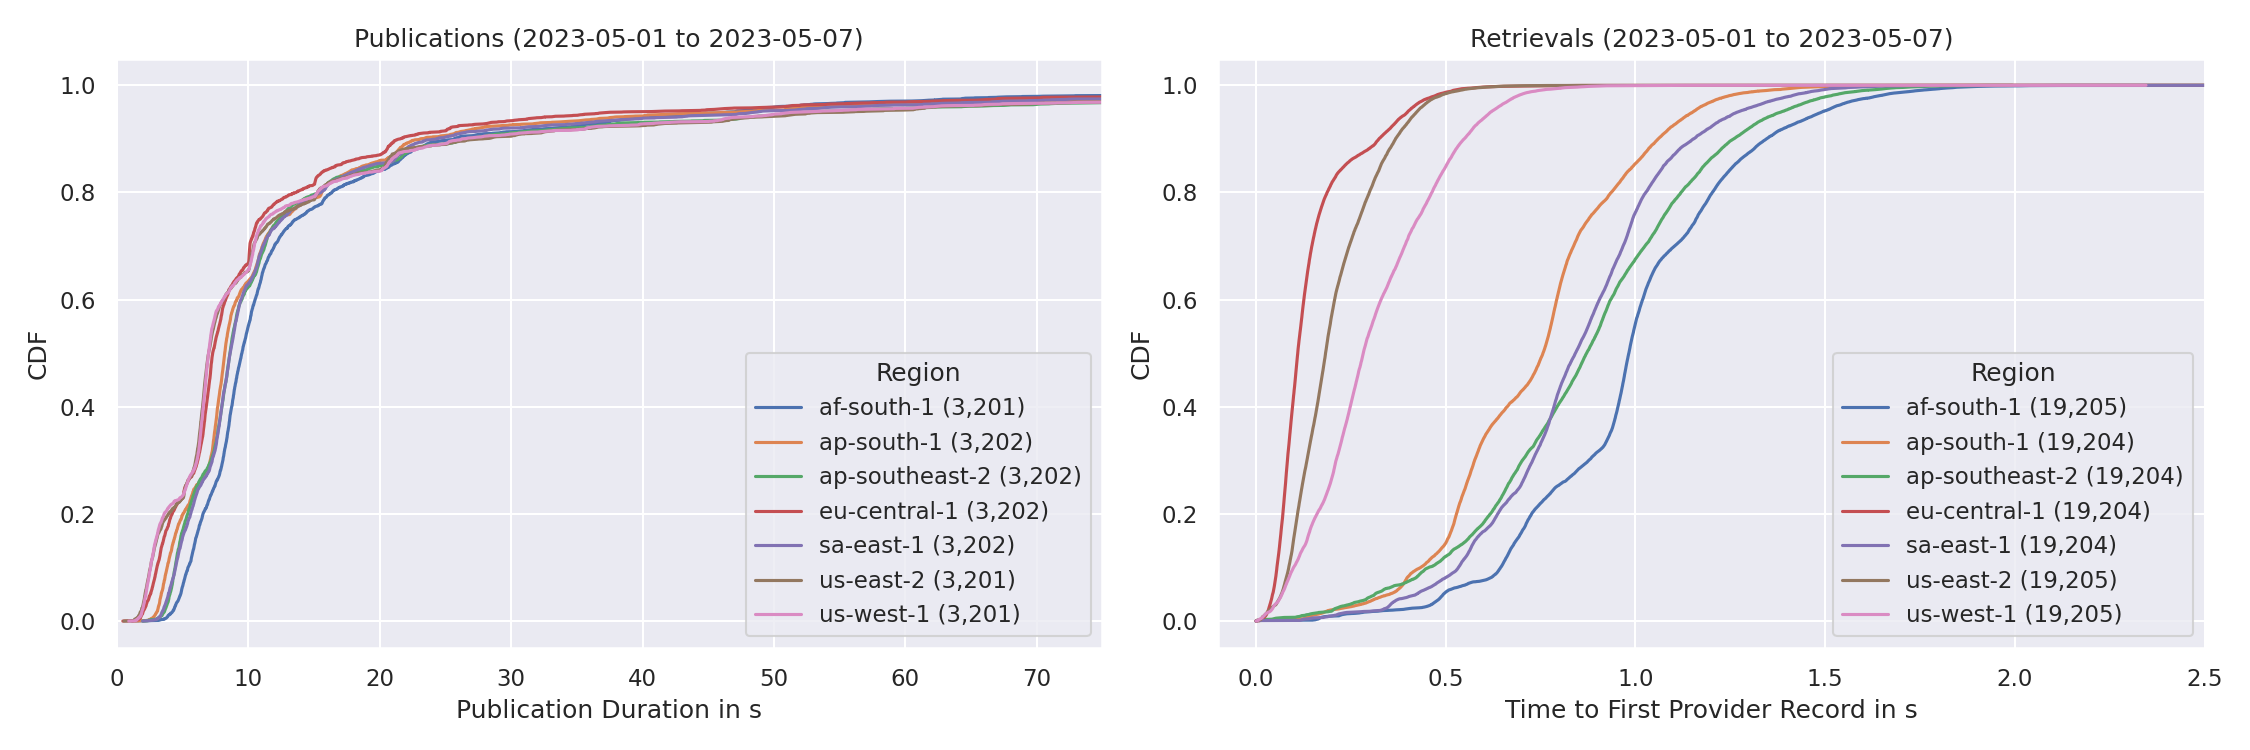 Publications (2023-05-01 to 2023-05-07)
1.0
0.8
0.6
0.4
0.2
0.0
CDF
0 10 20 30 40 50 60 70
Publication Duration in s
Region
af-south-1 (3,201)
ap-south-1 (3,202)
ap-southeast-2 (3,202)
eu-central-1 (3,202)
sa-east-1 (3,202)
us-east-2 (3,201)
us-west-1 (3,201)
Retrievals (2023-05-01 to 2023-05-07)
1.0
0.8
0.6
0.4
0.2
0.0
CDF
0.0 0.5 1.0 1.5 2.0 2.5
Time to First Provider Record in s
Region
af-south-1 (19,205)
ap-south-1 (19,204)
ap-southeast-2 (19,204)
eu-central-1 (19,204)
sa-east-1 (19,204)
us-east-2 (19,205)
us-west-1 (19,205)